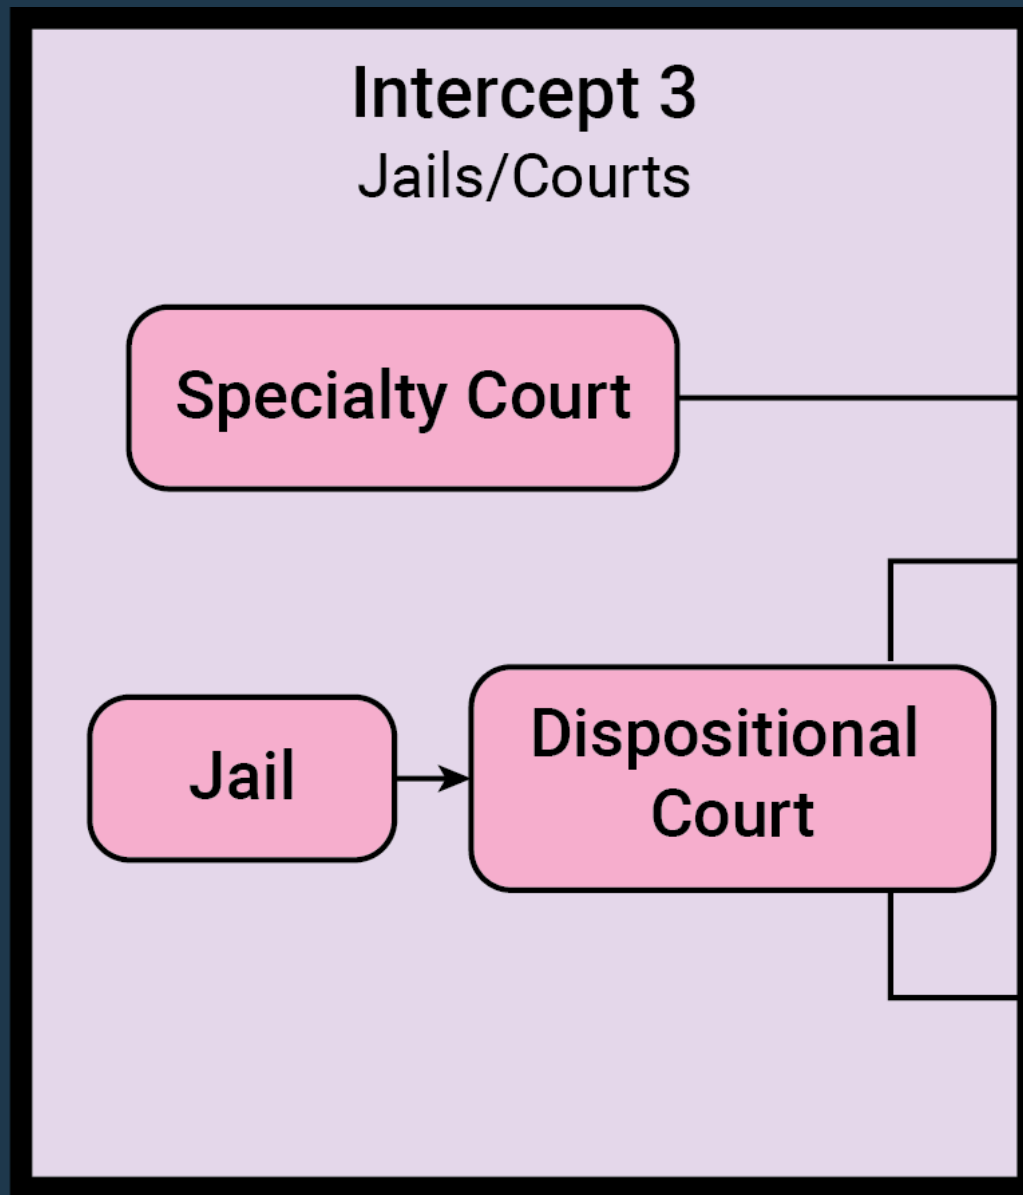 Intercept 3
Jails/Courts
Specialty Court
Jail
Dispositional
Court